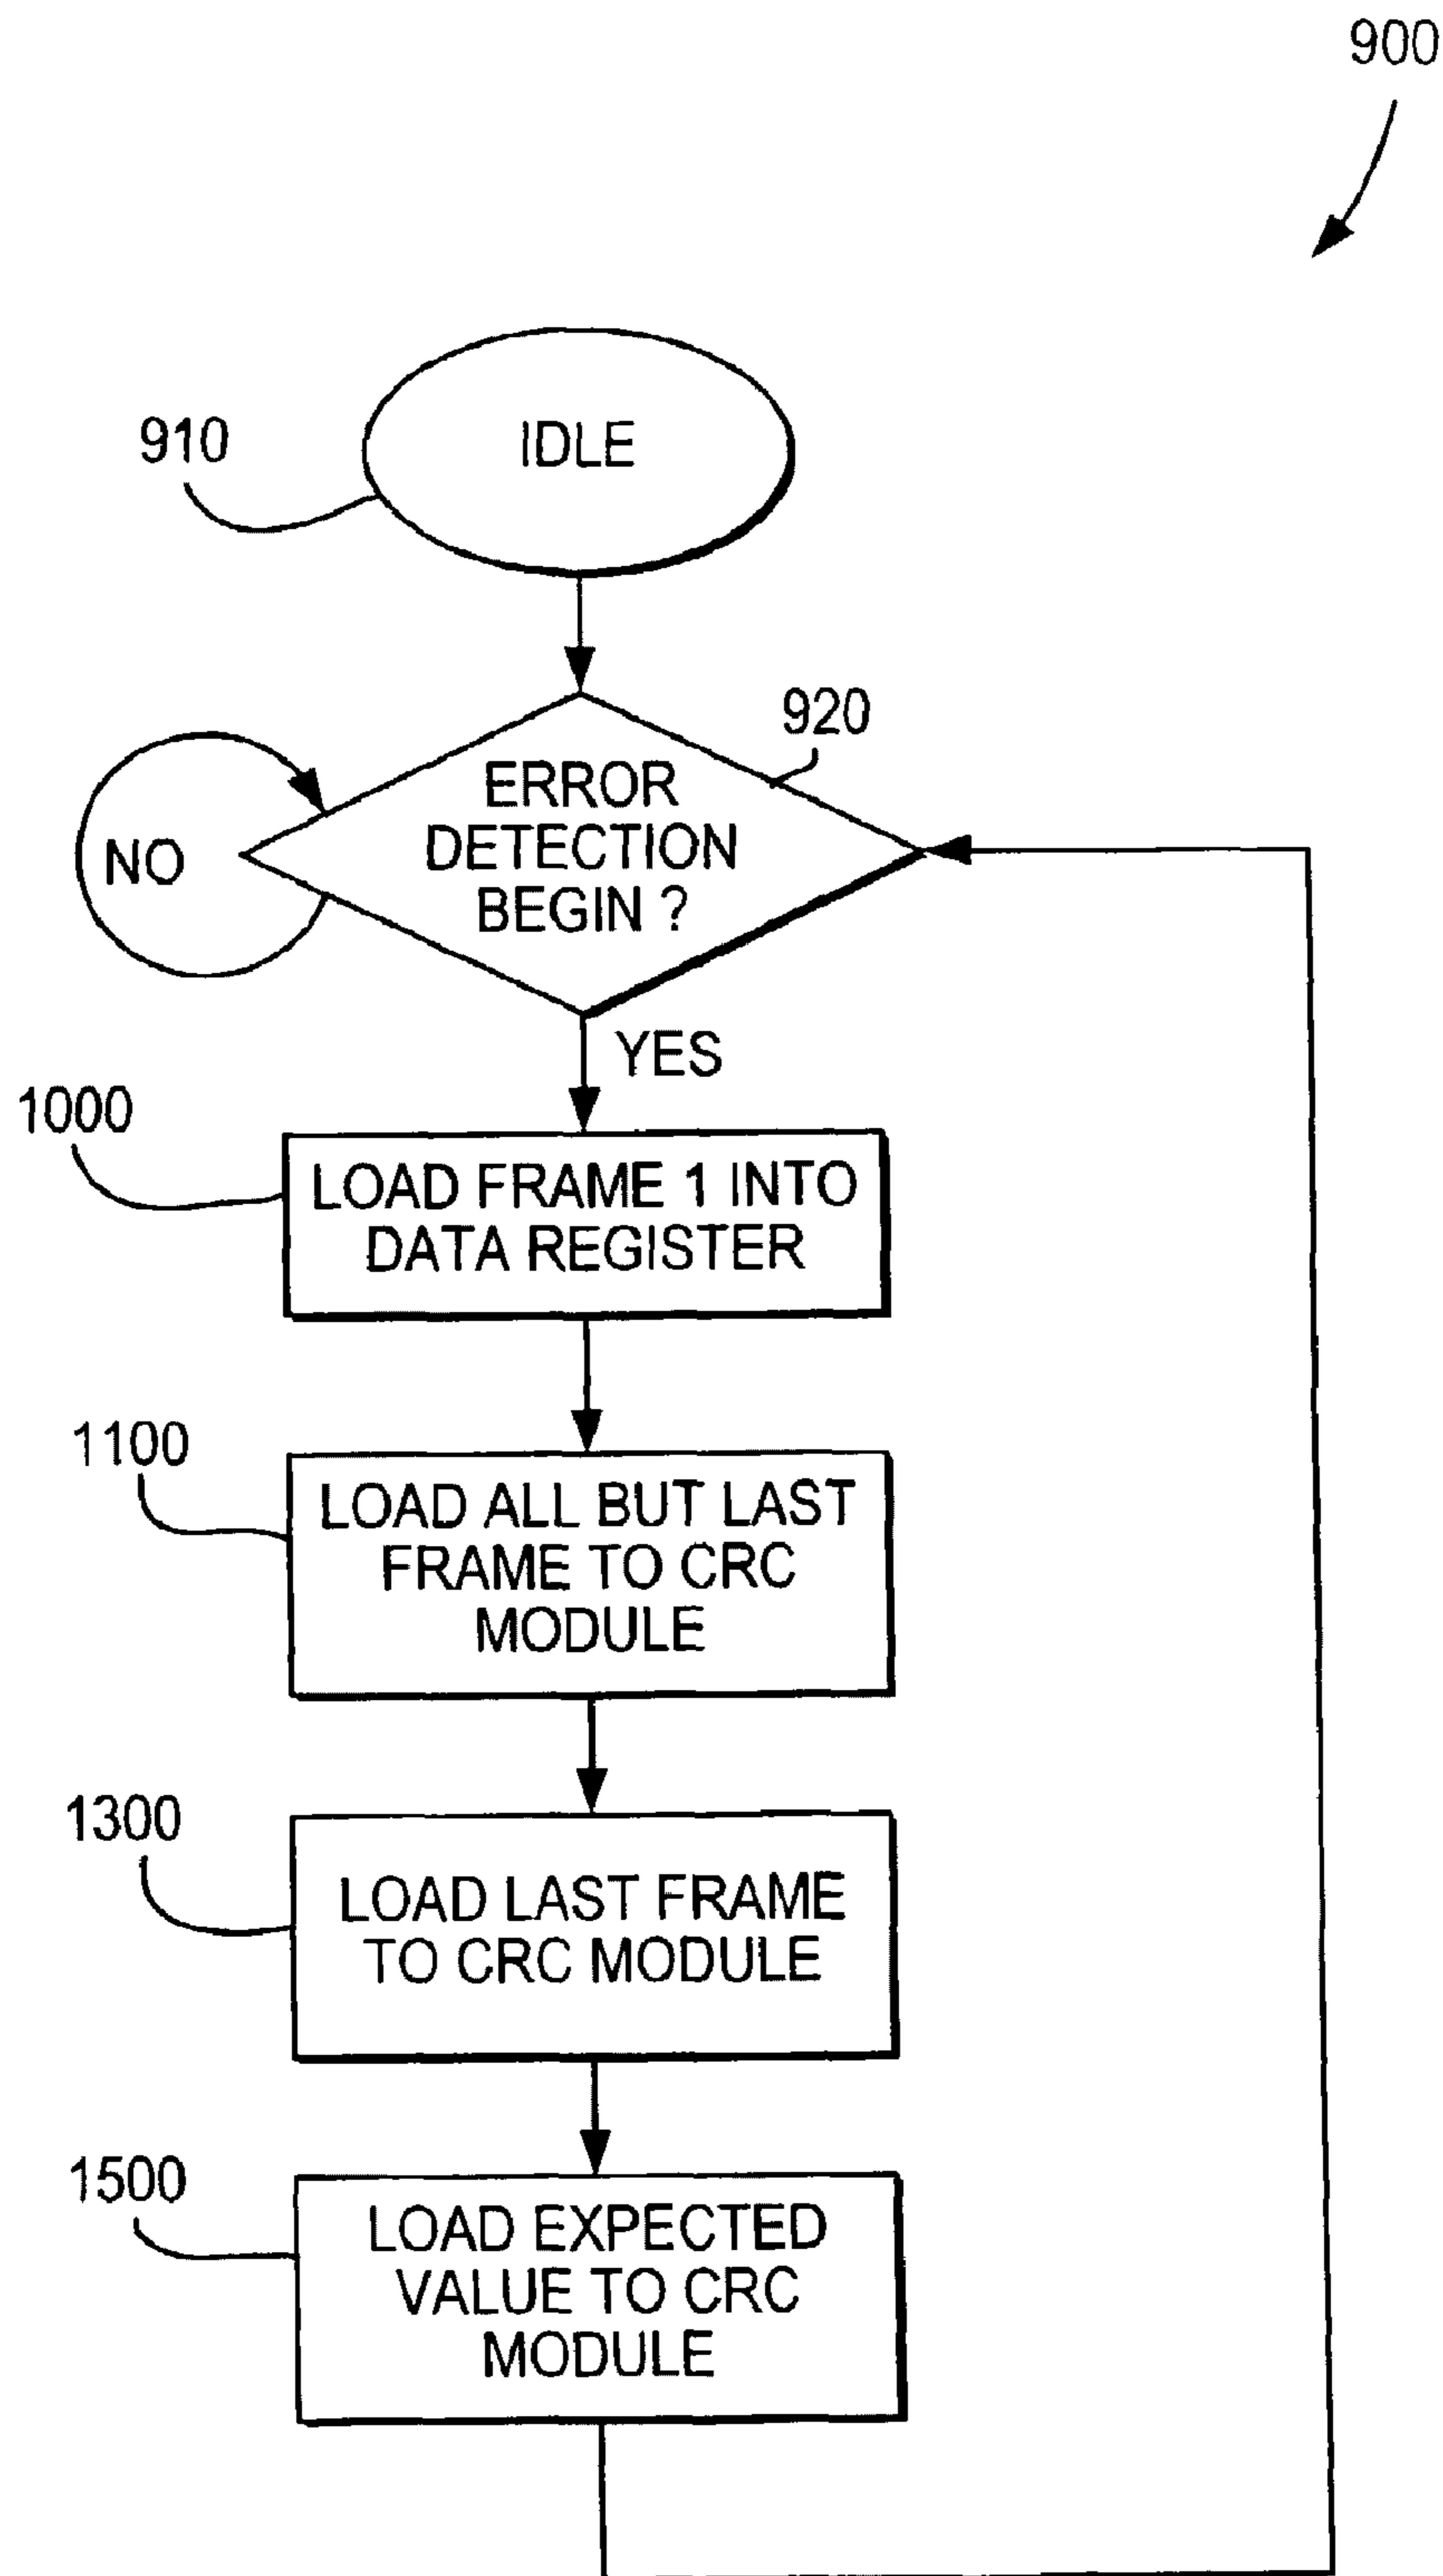 900
910
IDLE
920
ERROR
DETECTION
BEGIN ?
NO
YES
1000
LOAD FRAME 1 INTO
DATA REGISTER
1100
LOAD ALL BUT LAST
FRAME TO CRC
MODULE
1300
LOAD LAST FRAME
TO CRC MODULE
1500
LOAD EXPECTED
VALUE TO CRC
MODULE